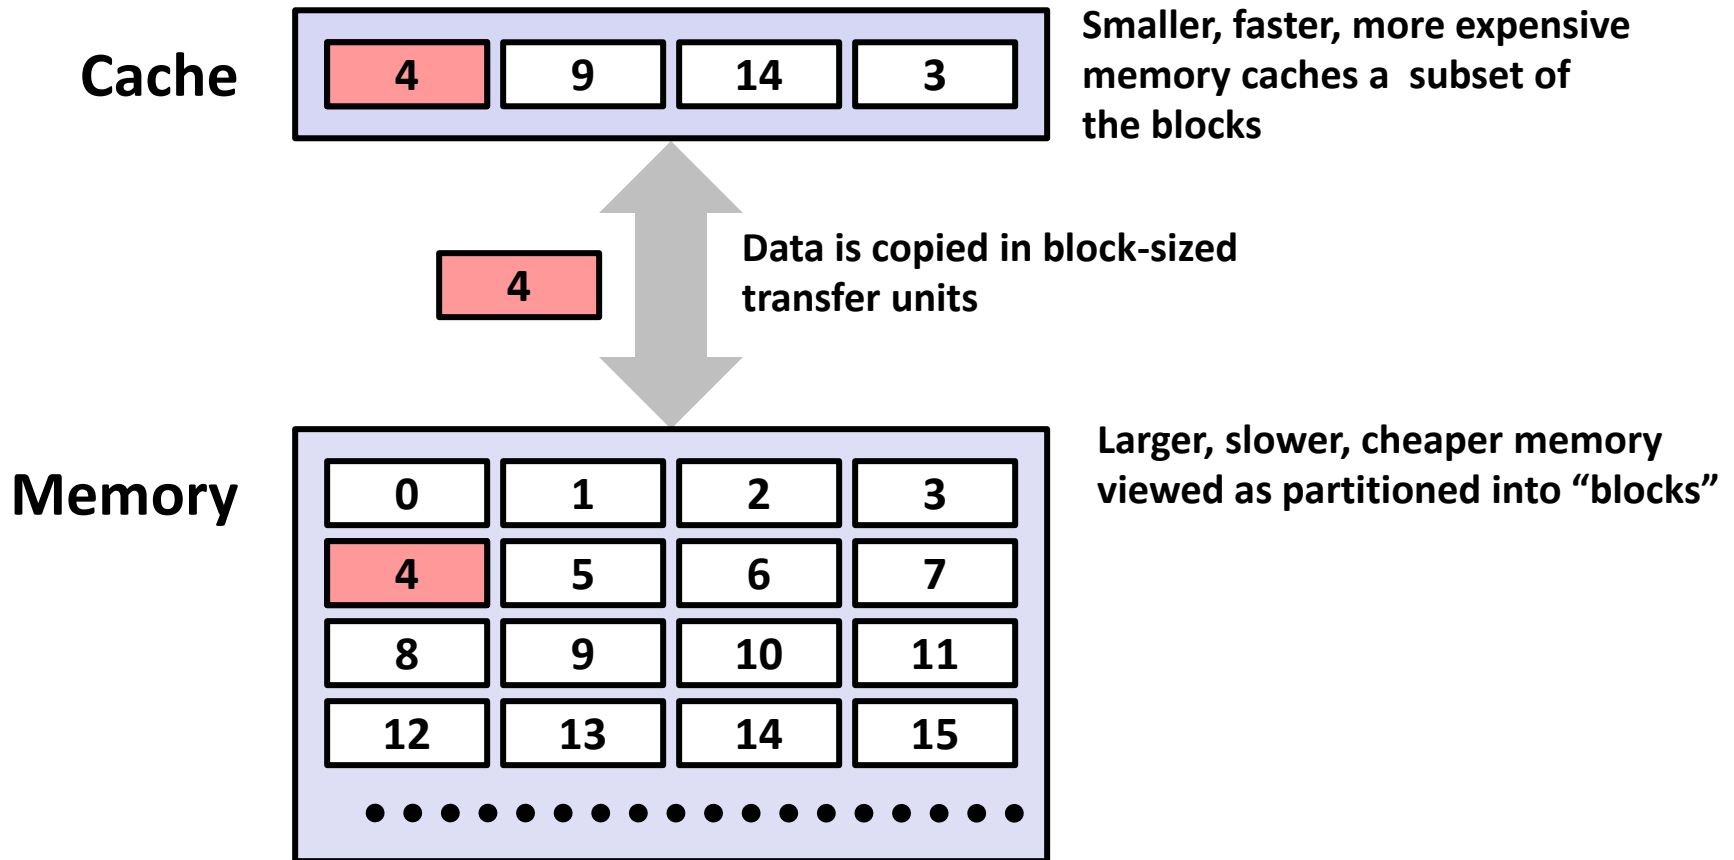 Cache
4 9 14 3
Smaller, faster, more expensive
memory caches a subset of
the blocks
4
Data is copied in block-sized
transfer units
Memory
0 1 2 3
4 5 6 7
8 9 10 11
12 13 14 15
Larger, slower, cheaper memory
viewed as partitioned into “blocks”